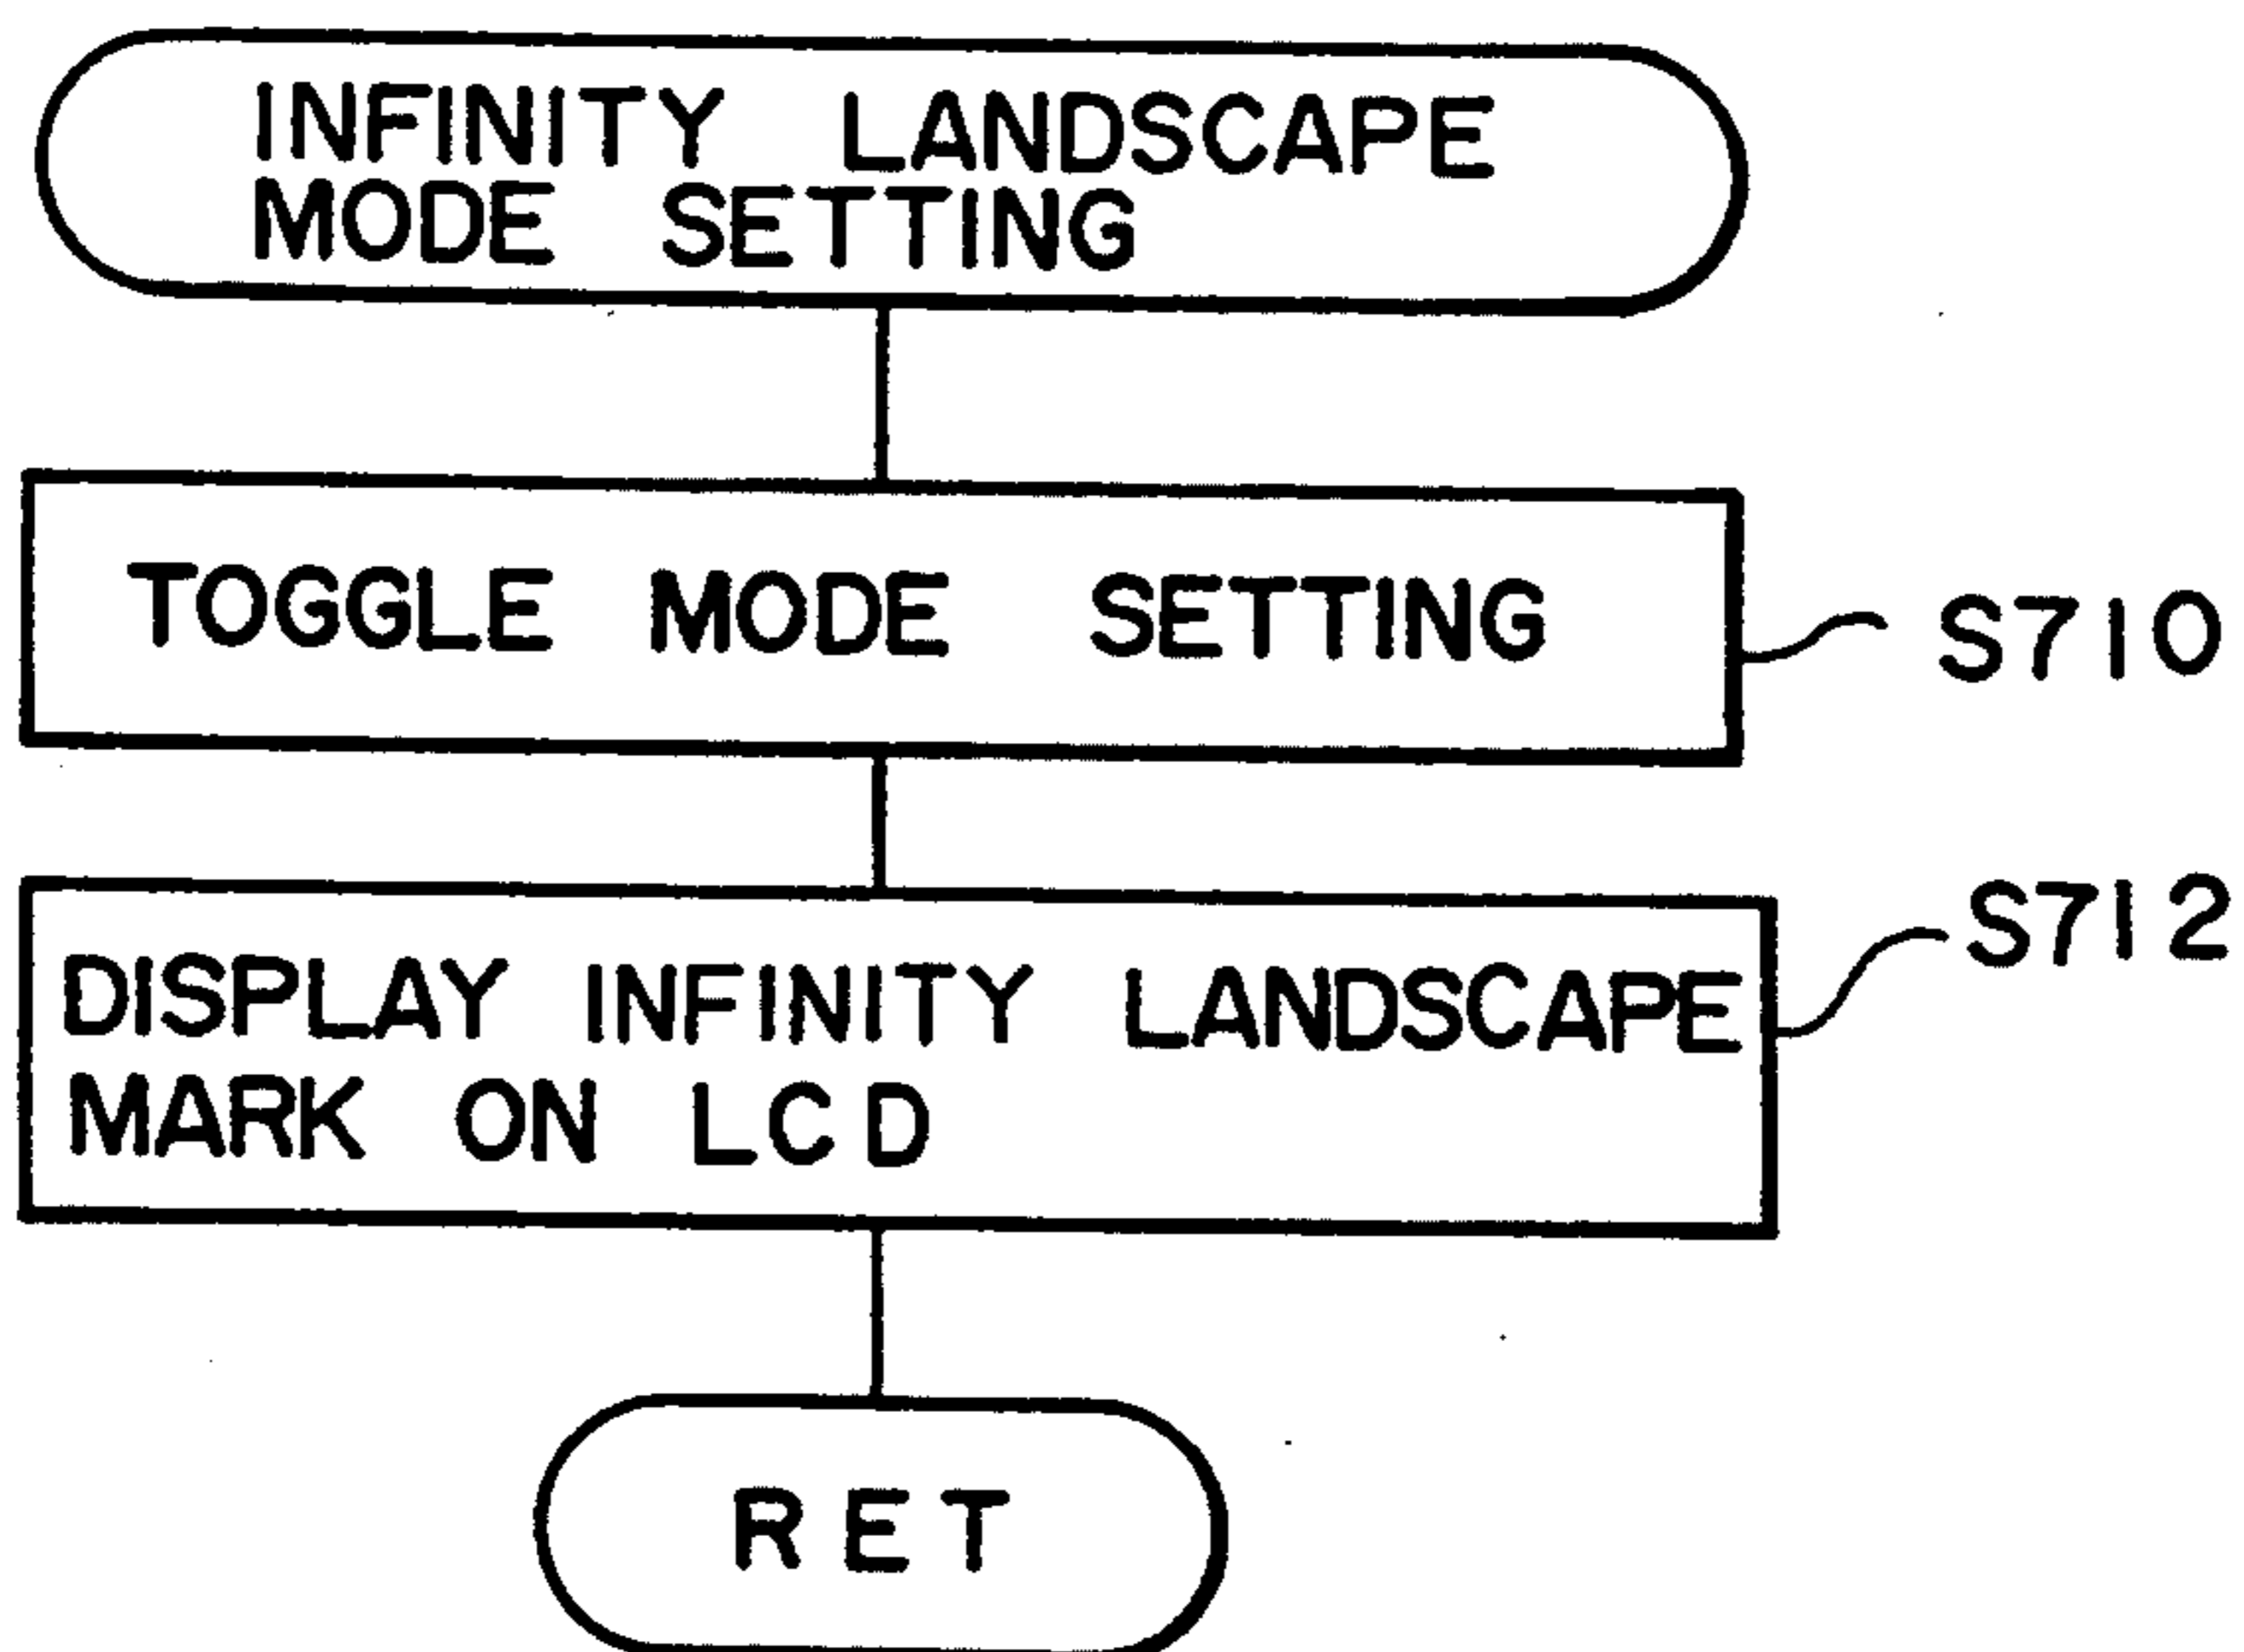 INFINITY LANDSCAPE
MODE SETTING
TOGGLE MODE SETTING
S710
DISPLAY INFINITY LANDSCAPE
MARK ON LCD
S712
RET